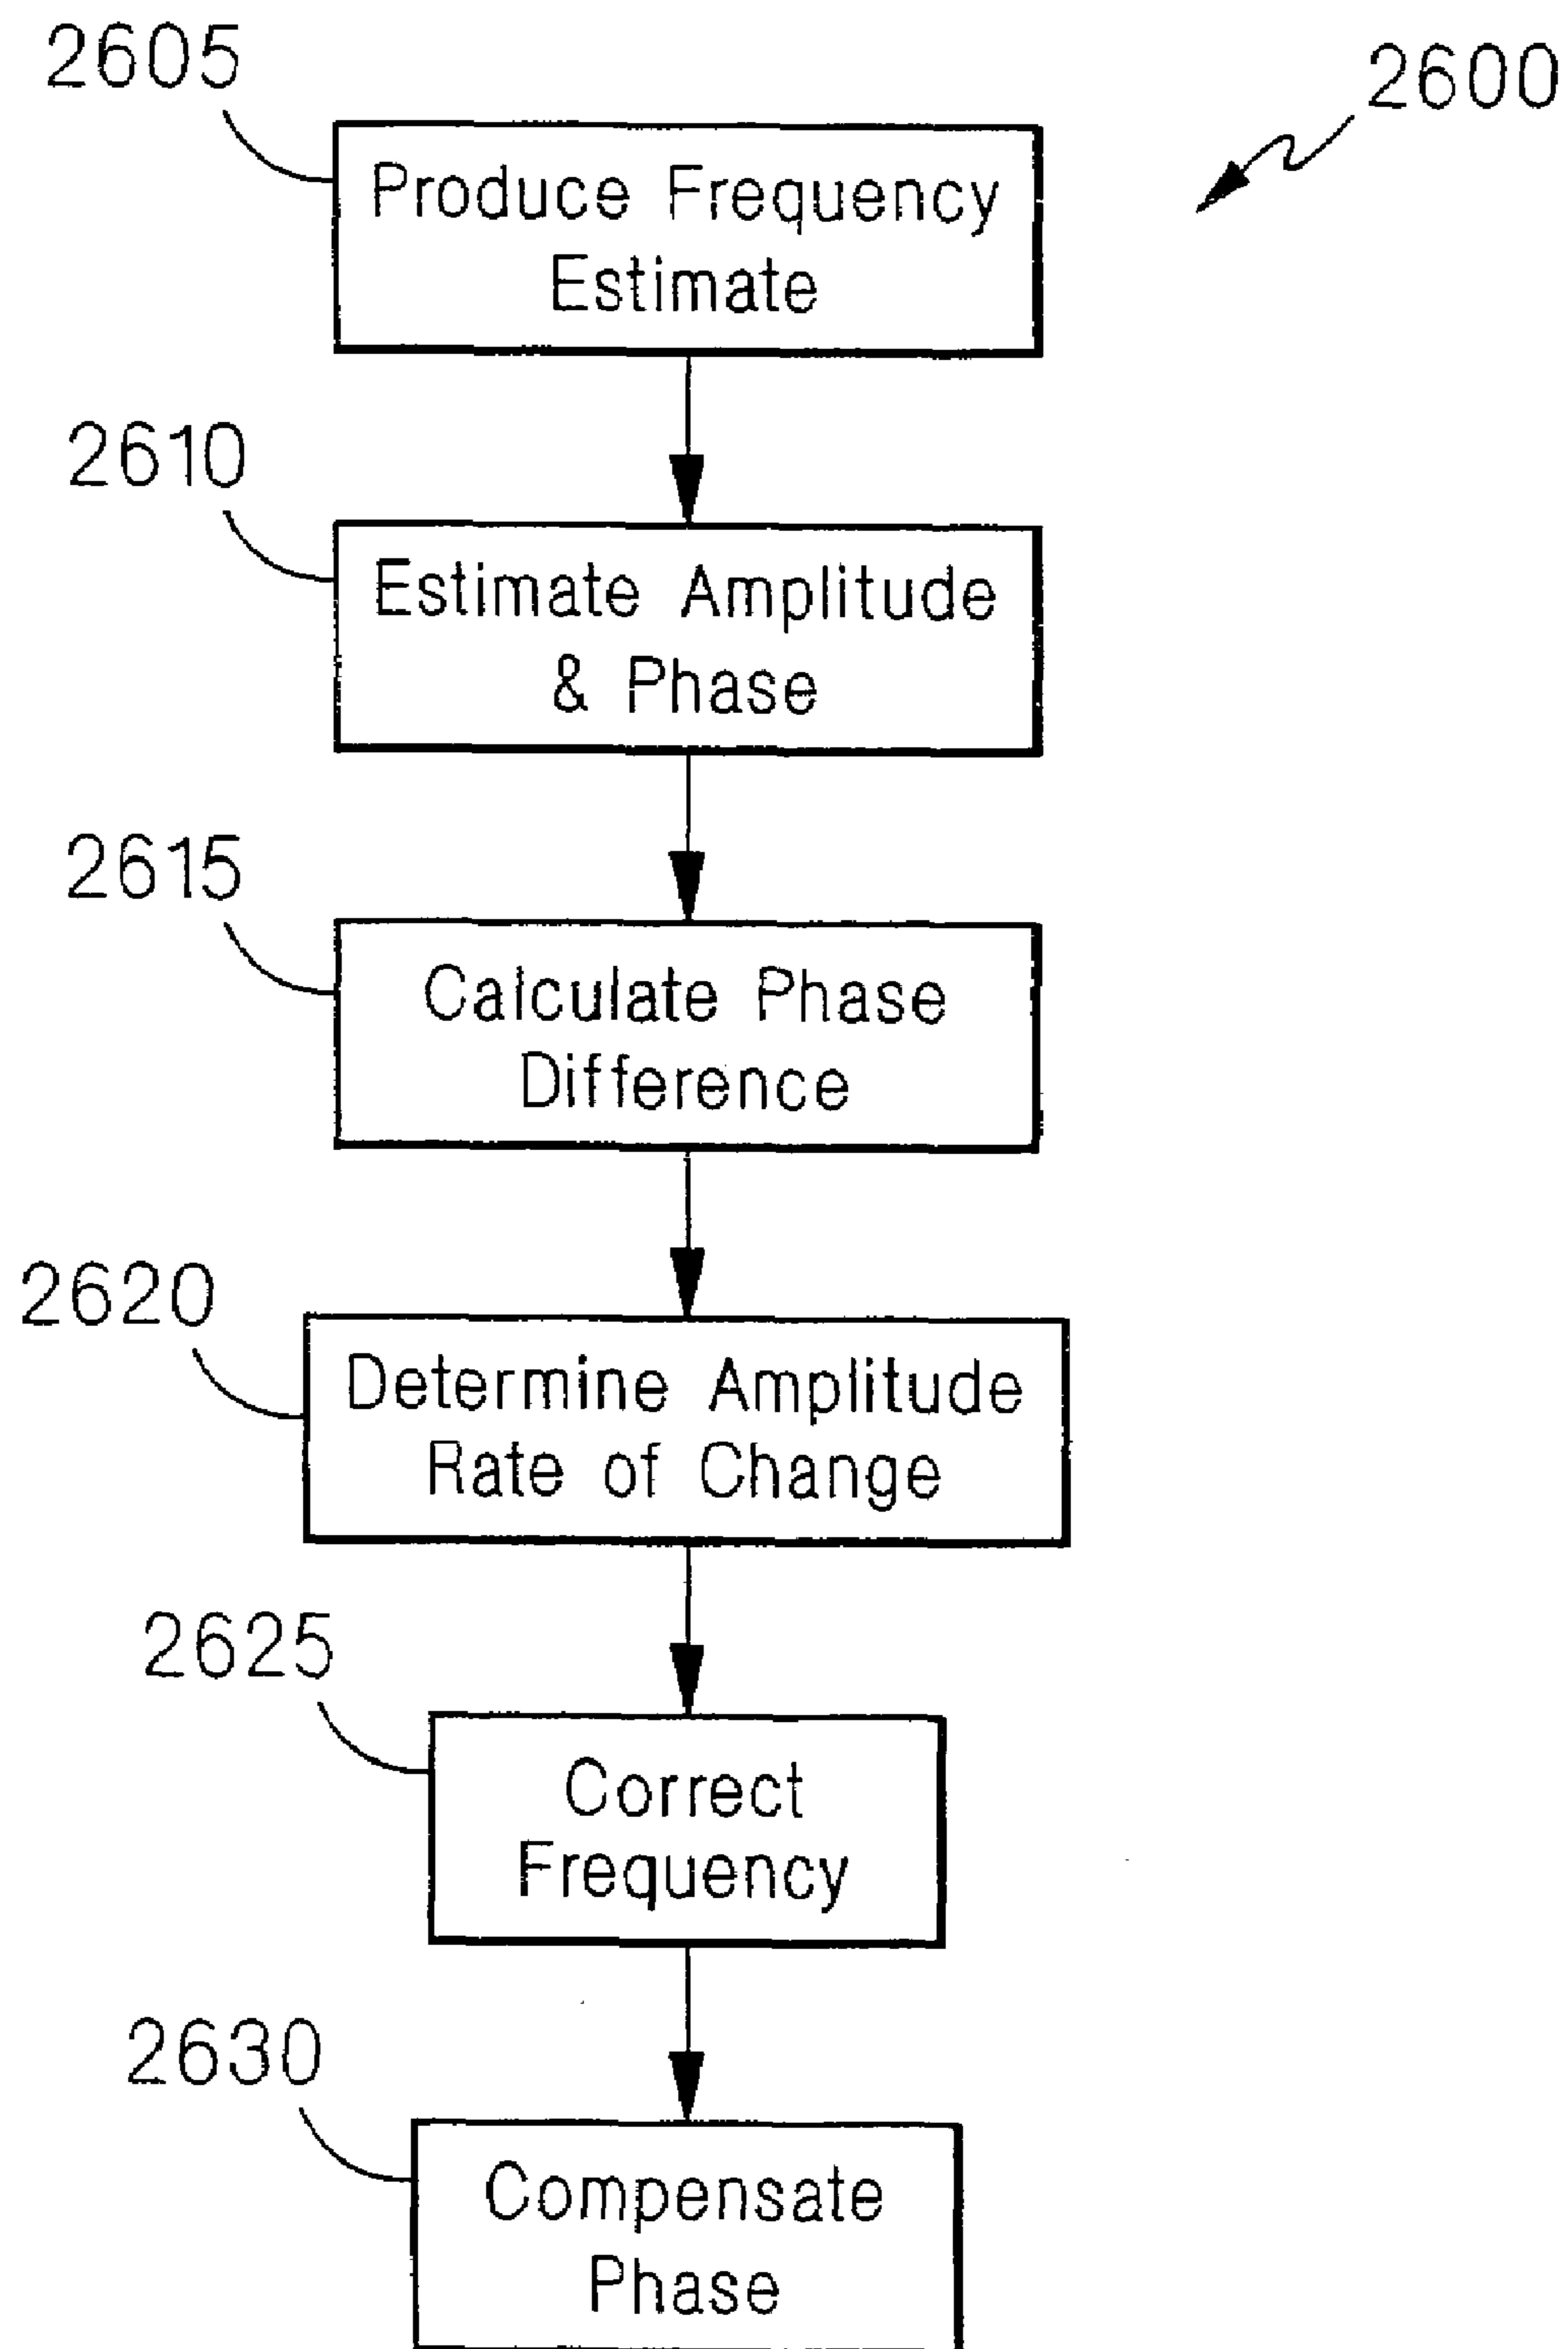 2605
2600
Produce Frequency
Estimate
2610
Estimate Amplitude
& Phase
2615
Calculate Phase
Difference
2620
Determine Amplitude
Rate of Change
2625
Correct
Frequency
2630
Compensate
Phase